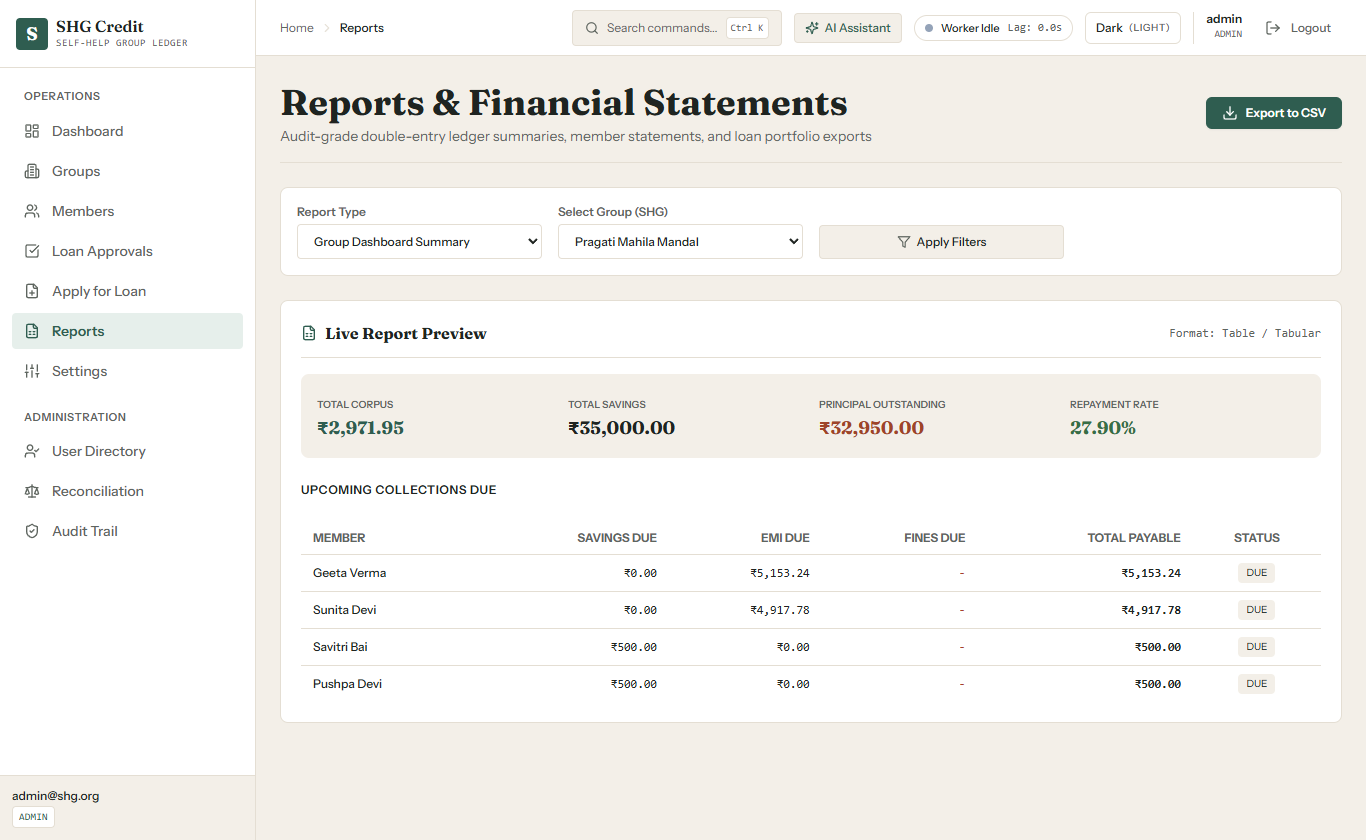 S
SHG Credit
SELF-HELP GROUP LEDGER
Home > Reports
Search commands... Ctrl K
AI Assistant
Worker Idle Lag: 0.0s
Dark (LIGHT)
admin
ADMIN
Logout
OPERATIONS
Dashboard
Groups
Members
Loan Approvals
Apply for Loan
Reports
Settings
ADMINISTRATION
User Directory
Reconciliation
Audit Trail
admin@shg.org
ADMIN
Reports & Financial Statements
Audit-grade double-entry ledger summaries, member statements, and loan portfolio exports
Export to CSV
Report Type Select Group (SHG)
Group Dashboard Summary Pragati Mahila Mandal Apply Filters
Live Report Preview Format: Table / Tabular
TOTAL CORPUS TOTAL SAVINGS PRINCIPAL OUTSTANDING REPAYMENT RATE
₹2,971.95 ₹35,000.00 ₹32,950.00 27.90%
UPCOMING COLLECTIONS DUE
MEMBER SAVINGS DUE EMI DUE FINES DUE TOTAL PAYABLE STATUS
Geeta Verma ₹0.00 ₹5,153.24 - ₹5,153.24 DUE
Sunita Devi ₹0.00 ₹4,917.78 - ₹4,917.78 DUE
Savitri Bai ₹500.00 ₹0.00 - ₹500.00 DUE
Pushpa Devi ₹500.00 ₹0.00 - ₹500.00 DUE